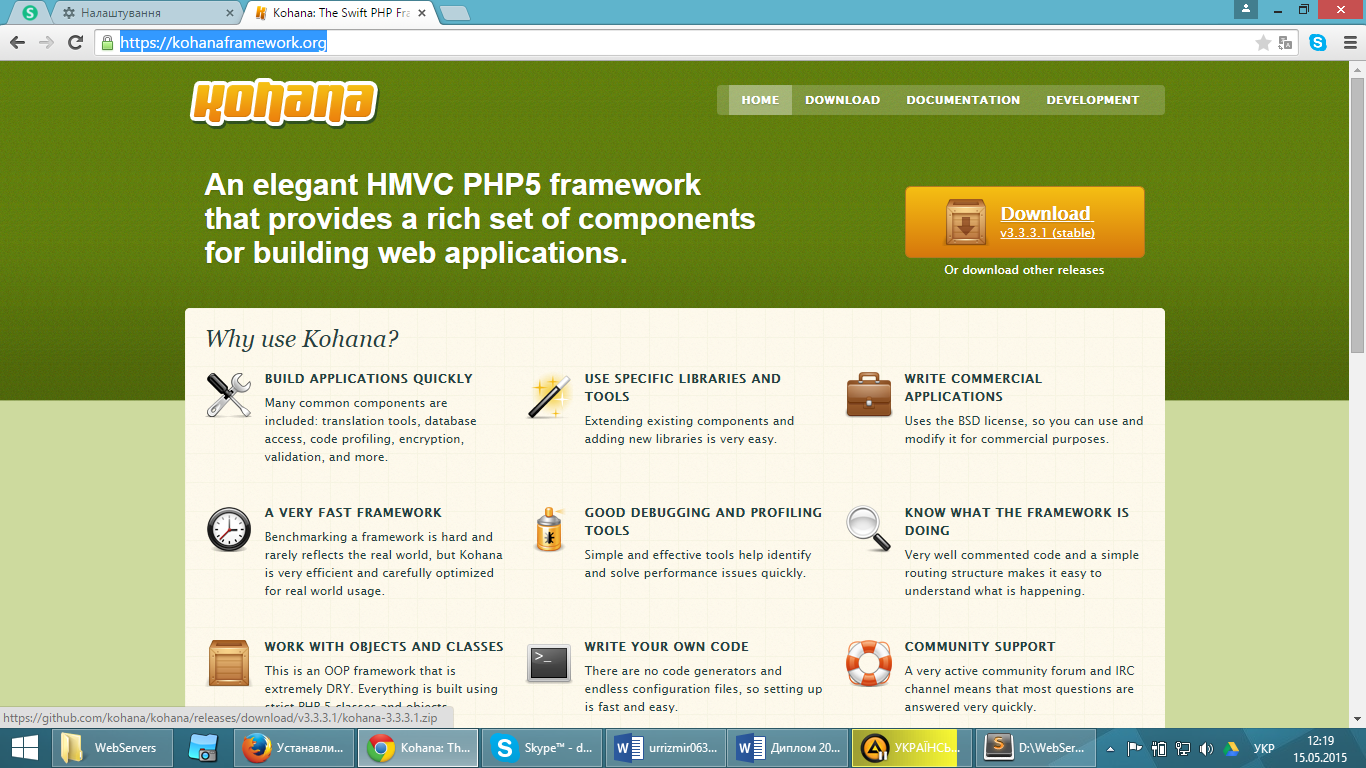 Налаштування
Kohana: The Swift PHP Fra
https://kohanaframework.org
kohana
HOME DOWNLOAD DOCUMENTATION DEVELOPMENT
An elegant HMVC PHP5 framework
that provides a rich set of components
for building web applications.
Download
v3.3.3.1 (stable)
Or download other releases
Why use Kohana?
BUILD APPLICATIONS QUICKLY
Many common components are
included: translation tools, database
access, code profiling, encryption,
validation, and more.
USE SPECIFIC LIBRARIES AND
TOOLS
Extending existing components and
adding new libraries is very easy.
WRITE COMMERCIAL
APPLICATIONS
Uses the BSD license, so you can use and
modify it for commercial purposes.
A VERY FAST FRAMEWORK
Benchmarking a framework is hard and
rarely reflects the real world, but Kohana
is very efficient and carefully optimized
for real world usage.
GOOD DEBUGGING AND PROFILING
TOOLS
Simple and effective tools help identify
and solve performance issues quickly.
KNOW WHAT THE FRAMEWORK IS
DOING
Very well commented code and a simple
routing structure makes it easy to
understand what is happening.
WORK WITH OBJECTS AND CLASSES
This is an OOP framework that is
extremely DRY. Everything is built using
strict PHP 5 classes and objects.
WRITE YOUR OWN CODE
There are no code generators and
endless configuration files, so setting up
is fast and easy.
COMMUNITY SUPPORT
A very active community forum and IRC
channel means that most questions are
answered very quickly.
https://github.com/kohana/kohana/releases/download/v3.3.3.1/kohana-3.3.3.1.zip
WebServers
Устанавли...
Kohana: Th...
Skype™ - d...
urrizmir063...
Диплом 20...
УКРАЇНСЬ...
D:\WebSer...
УКР
12:19
15.05.2015